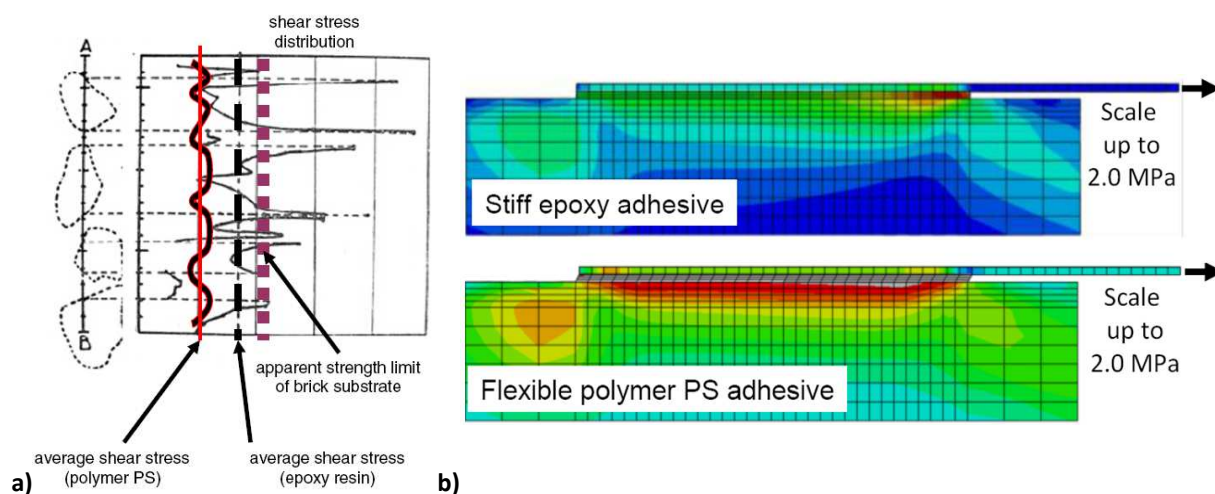 shear stress
distribution
A
B
apparent strength limit
of brick substrate
average shear stress
(polymer PS)
average shear stress
(epoxy resin)
a)
Stiff epoxy adhesive
Scale
up to
2.0 MPa
Flexible polymer PS adhesive
Scale
up to
2.0 MPa
b)